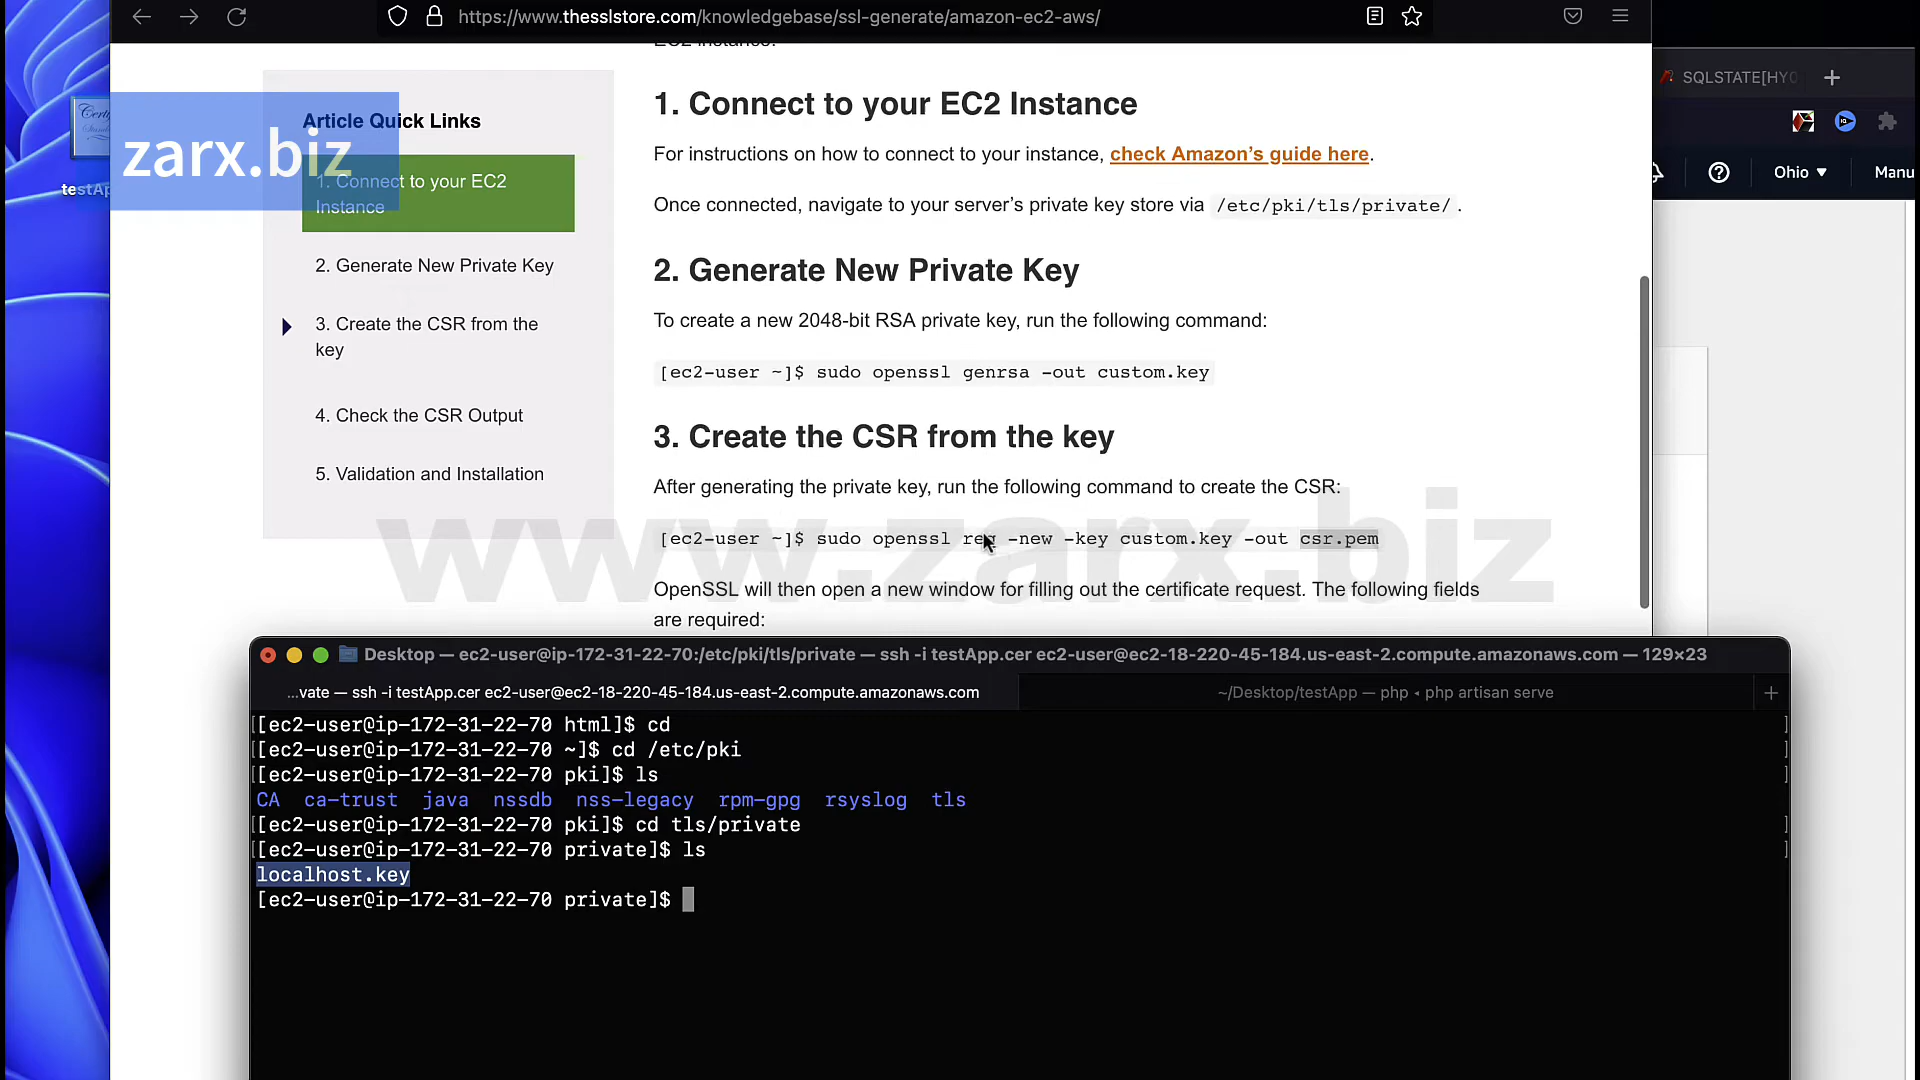 https://www.thesslstore.com/knowledgebase/ssl-generate/amazon-ec2-aws/
EC2 instance.
SQLSTATE[HY0
Ohio
Manu
testAp
zarx.biz
Article Quick Links
1. Connect to your EC2
Instance
2. Generate New Private Key
3. Create the CSR from the
key
4. Check the CSR Output
5. Validation and Installation
1. Connect to your EC2 Instance
For instructions on how to connect to your instance, check Amazon's guide here.
Once connected, navigate to your server's private key store via /etc/pki/tls/private/ .
2. Generate New Private Key
To create a new 2048-bit RSA private key, run the following command:
[ec2-user ~]$ sudo openssl genrsa -out custom.key
3. Create the CSR from the key
After generating the private key, run the following command to create the CSR:
[ec2-user ~]$ sudo openssl req -new -key custom.key -out csr.pem
www.zarx.biz
OpenSSL will then open a new window for filling out the certificate request. The following fields
are required:
Desktop — ec2-user@ip-172-31-22-70:/etc/pki/tls/private — ssh -i testApp.cer ec2-user@ec2-18-220-45-184.us-east-2.compute.amazonaws.com — 129×23
...vate — ssh -i testApp.cer ec2-user@ec2-18-220-45-184.us-east-2.compute.amazonaws.com
~/Desktop/testApp — php ◂ php artisan serve
[[ec2-user@ip-172-31-22-70 html]$ cd ]
[[ec2-user@ip-172-31-22-70 ~]$ cd /etc/pki ]
[[ec2-user@ip-172-31-22-70 pki]$ ls ]
CA ca-trust java nssdb nss-legacy rpm-gpg rsyslog tls
[[ec2-user@ip-172-31-22-70 pki]$ cd tls/private ]
[[ec2-user@ip-172-31-22-70 private]$ ls ]
localhost.key
[ec2-user@ip-172-31-22-70 private]$